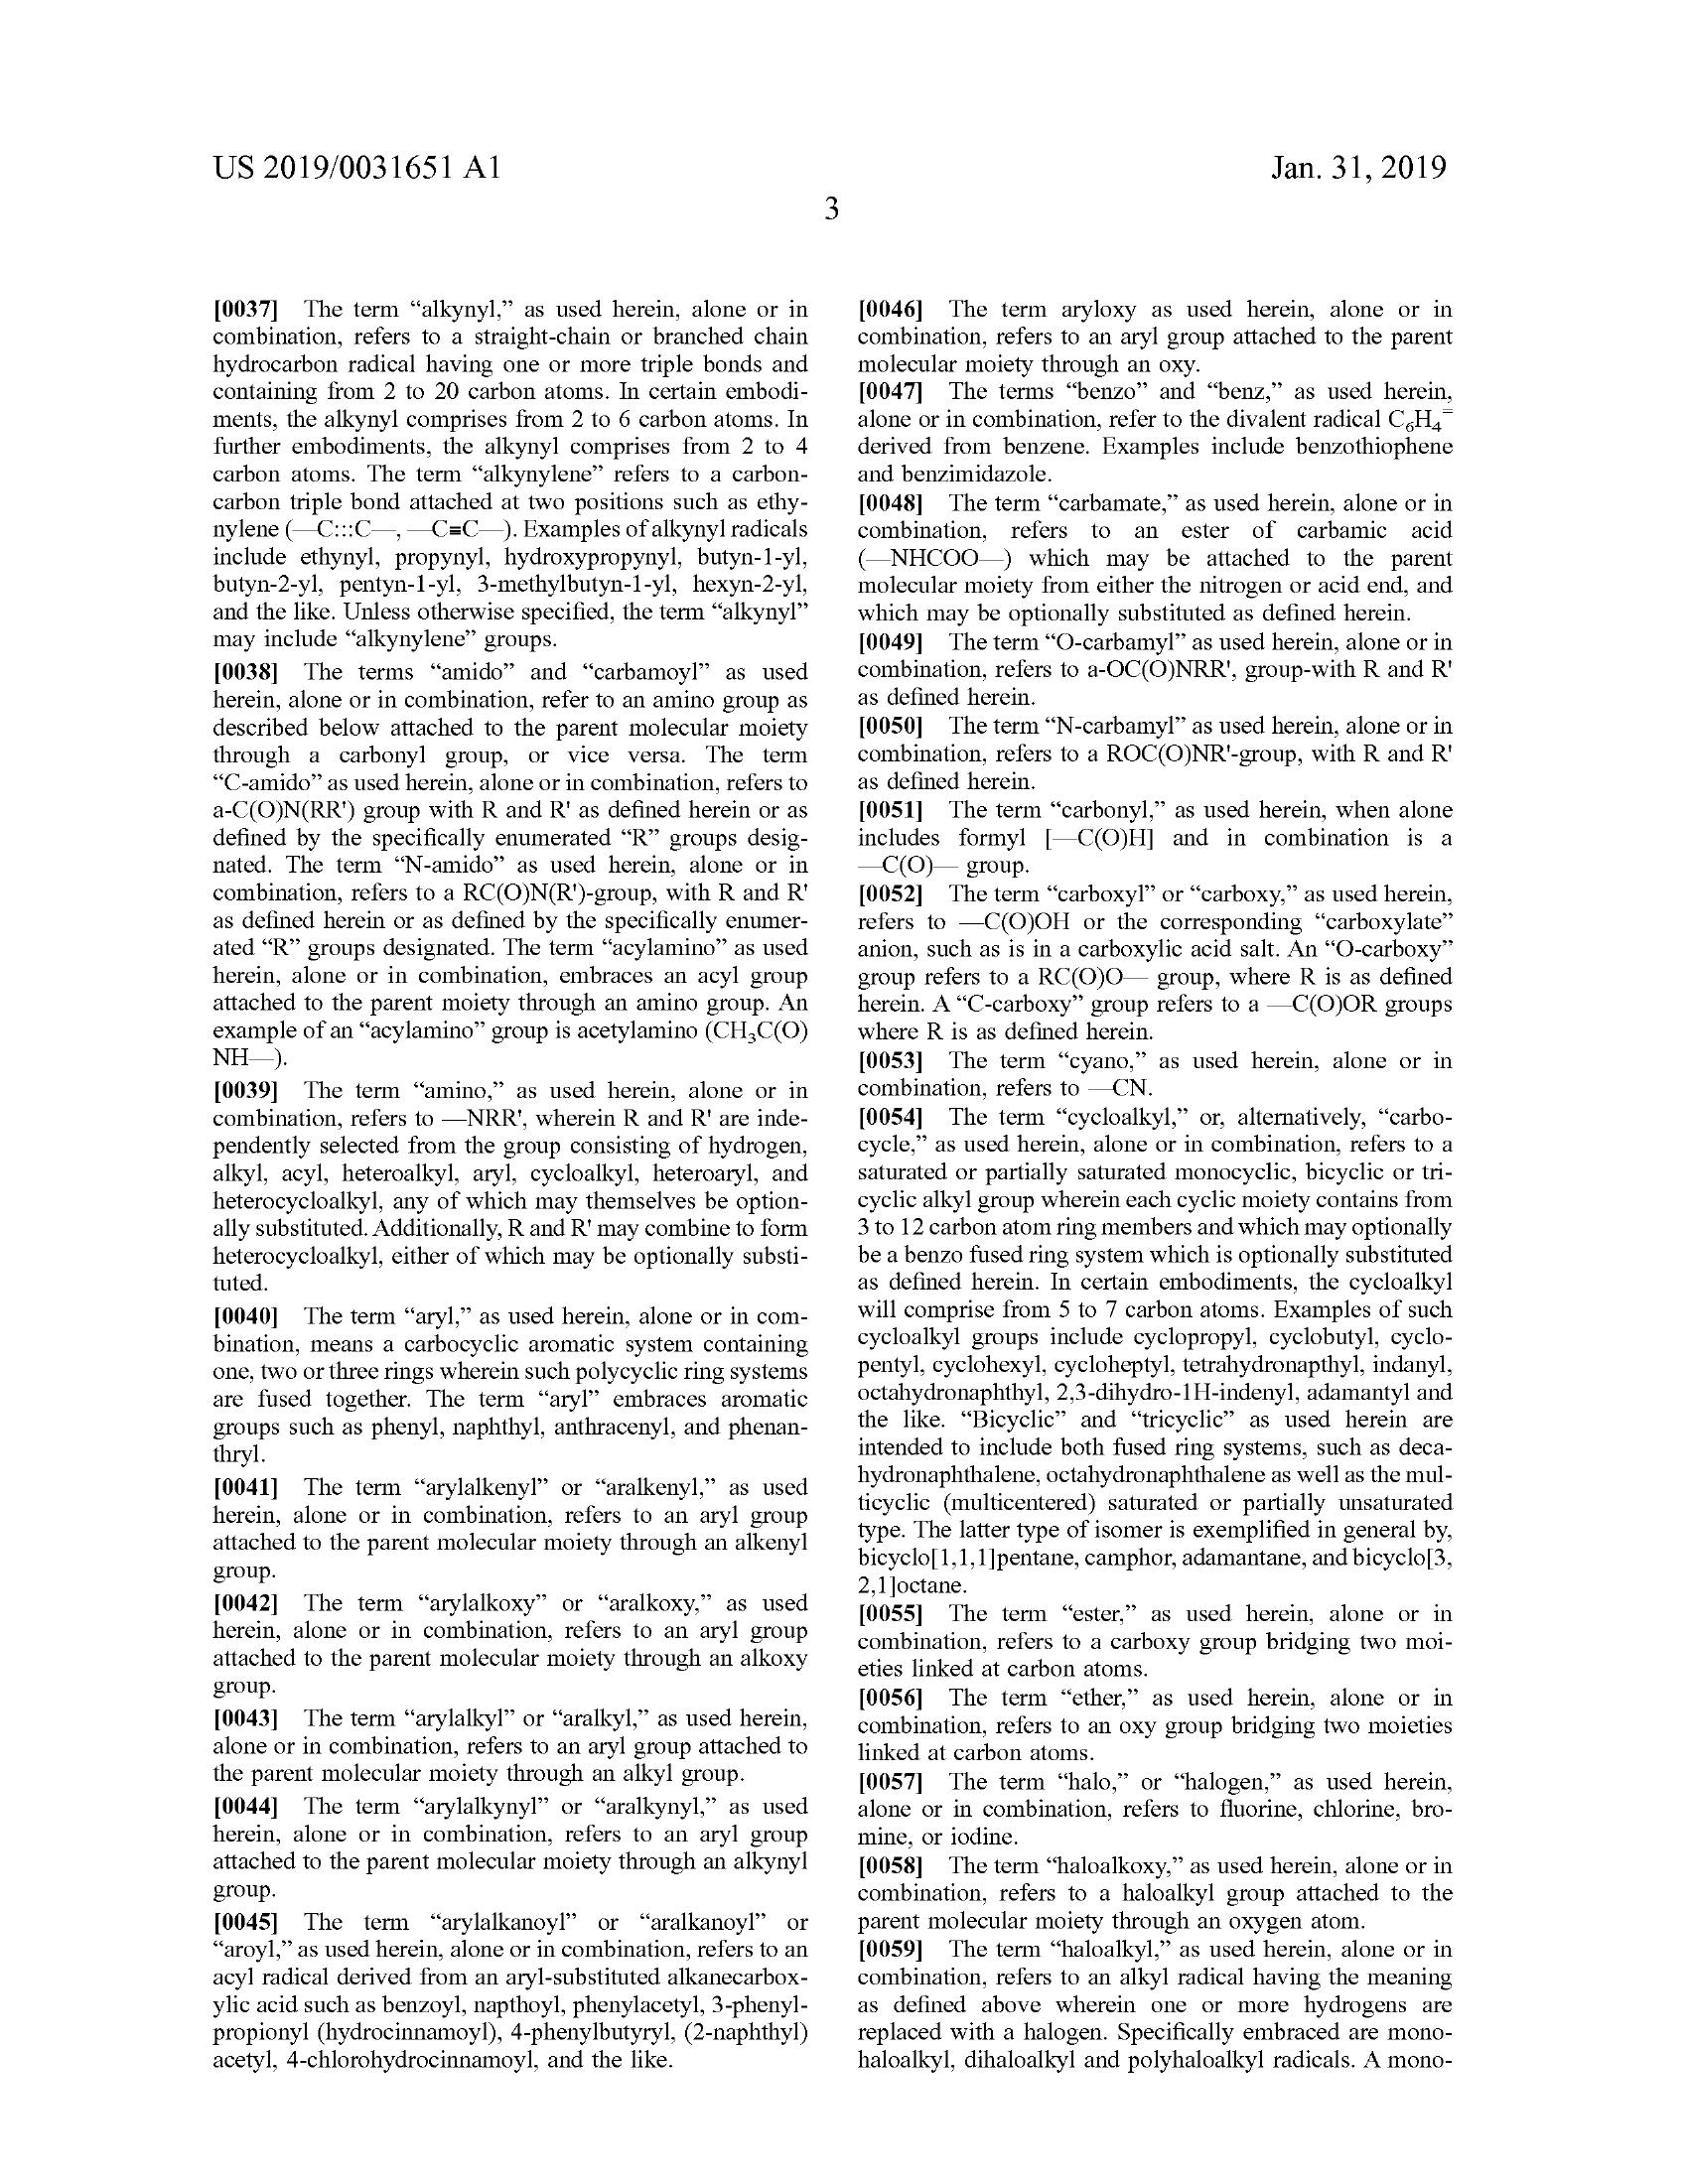 US 2019/0031651 A1
Jan. 31, 2019
3
[0037] The term “alkynyl,” as used herein, alone or in
combination, refers to a straight-chain or branched chain
hydrocarbon radical having one or more triple bonds and
containing from 2 to 20 carbon atoms. In certain embodi-
ments, the alkynyl comprises from 2 to 6 carbon atoms. In
further embodiments, the alkynyl comprises from 2 to 4
carbon atoms. The term “alkynylene” refers to a carbon-
carbon triple bond attached at two positions such as ethy-
nylene (—C:::C—, —C≡C—). Examples of alkynyl radicals
include ethynyl, propynyl, hydroxypropynyl, butyn-1-yl,
butyn-2-yl, pentyn-1-yl, 3-methylbutyn-1-yl, hexyn-2-yl,
and the like. Unless otherwise specified, the term “alkynyl”
may include “alkynylene” groups.
[0038] The terms “amido” and “carbamoyl” as used
herein, alone or in combination, refer to an amino group as
described below attached to the parent molecular moiety
through a carbonyl group, or vice versa. The term
“C-amido” as used herein, alone or in combination, refers to
a-C(O)N(RR') group with R and R' as defined herein or as
defined by the specifically enumerated “R” groups desig-
nated. The term “N-amido” as used herein, alone or in
combination, refers to a RC(O)N(R')-group, with R and R'
as defined herein or as defined by the specifically enumer-
ated “R” groups designated. The term “acylamino” as used
herein, alone or in combination, embraces an acyl group
attached to the parent moiety through an amino group. An
example of an “acylamino” group is acetylamino (CH₃C(O)
NH—).
[0039] The term “amino,” as used herein, alone or in
combination, refers to —NRR', wherein R and R' are inde-
pendently selected from the group consisting of hydrogen,
alkyl, acyl, heteroalkyl, aryl, cycloalkyl, heteroaryl, and
heterocycloalkyl, any of which may themselves be option-
ally substituted. Additionally, R and R' may combine to form
heterocycloalkyl, either of which may be optionally substi-
tuted.
[0040] The term “aryl,” as used herein, alone or in com-
bination, means a carbocyclic aromatic system containing
one, two or three rings wherein such polycyclic ring systems
are fused together. The term “aryl” embraces aromatic
groups such as phenyl, naphthyl, anthracenyl, and phenan-
thryl.
[0041] The term “arylalkenyl” or “aralkenyl,” as used
herein, alone or in combination, refers to an aryl group
attached to the parent molecular moiety through an alkenyl
group.
[0042] The term “arylalkoxy” or “aralkoxy,” as used
herein, alone or in combination, refers to an aryl group
attached to the parent molecular moiety through an alkoxy
group.
[0043] The term “arylalkyl” or “aralkyl,” as used herein,
alone or in combination, refers to an aryl group attached to
the parent molecular moiety through an alkyl group.
[0044] The term “arylalkynyl” or “aralkynyl,” as used
herein, alone or in combination, refers to an aryl group
attached to the parent molecular moiety through an alkynyl
group.
[0045] The term “arylalkanoyl” or “aralkanoyl” or
“aroyl,” as used herein, alone or in combination, refers to an
acyl radical derived from an aryl-substituted alkanecarbox-
ylic acid such as benzoyl, napthoyl, phenylacetyl, 3-phenyl-
propionyl (hydrocinnamoyl), 4-phenylbutyryl, (2-naphthyl)
acetyl, 4-chlorohydrocinnamoyl, and the like.
[0046] The term aryloxy as used herein, alone or in
combination, refers to an aryl group attached to the parent
molecular moiety through an oxy.
[0047] The terms “benzo” and “benz,” as used herein,
alone or in combination, refer to the divalent radical C₆H₄⁼
derived from benzene. Examples include benzothiophene
and benzimidazole.
[0048] The term “carbamate,” as used herein, alone or in
combination, refers to an ester of carbamic acid
(—NHCOO—) which may be attached to the parent
molecular moiety from either the nitrogen or acid end, and
which may be optionally substituted as defined herein.
[0049] The term “O-carbamyl” as used herein, alone or in
combination, refers to a-OC(O)NRR', group-with R and R'
as defined herein.
[0050] The term “N-carbamyl” as used herein, alone or in
combination, refers to a ROC(O)NR'-group, with R and R'
as defined herein.
[0051] The term “carbonyl,” as used herein, when alone
includes formyl [—C(O)H] and in combination is a
—C(O)— group.
[0052] The term “carboxyl” or “carboxy,” as used herein,
refers to —C(O)OH or the corresponding “carboxylate”
anion, such as is in a carboxylic acid salt. An “O-carboxy”
group refers to a RC(O)O— group, where R is as defined
herein. A “C-carboxy” group refers to a —C(O)OR groups
where R is as defined herein.
[0053] The term “cyano,” as used herein, alone or in
combination, refers to —CN.
[0054] The term “cycloalkyl,” or, alternatively, “carbo-
cycle,” as used herein, alone or in combination, refers to a
saturated or partially saturated monocyclic, bicyclic or tri-
cyclic alkyl group wherein each cyclic moiety contains from
3 to 12 carbon atom ring members and which may optionally
be a benzo fused ring system which is optionally substituted
as defined herein. In certain embodiments, the cycloalkyl
will comprise from 5 to 7 carbon atoms. Examples of such
cycloalkyl groups include cyclopropyl, cyclobutyl, cyclo-
pentyl, cyclohexyl, cycloheptyl, tetrahydronapthyl, indanyl,
octahydronaphthyl, 2,3-dihydro-1H-indenyl, adamantyl and
the like. “Bicyclic” and “tricyclic” as used herein are
intended to include both fused ring systems, such as deca-
hydronaphthalene, octahydronaphthalene as well as the mul-
ticyclic (multicentered) saturated or partially unsaturated
type. The latter type of isomer is exemplified in general by,
bicyclo[1,1,1]pentane, camphor, adamantane, and bicyclo[3,
2,1]octane.
[0055] The term “ester,” as used herein, alone or in
combination, refers to a carboxy group bridging two moi-
eties linked at carbon atoms.
[0056] The term “ether,” as used herein, alone or in
combination, refers to an oxy group bridging two moieties
linked at carbon atoms.
[0057] The term “halo,” or “halogen,” as used herein,
alone or in combination, refers to fluorine, chlorine, bro-
mine, or iodine.
[0058] The term “haloalkoxy,” as used herein, alone or in
combination, refers to a haloalkyl group attached to the
parent molecular moiety through an oxygen atom.
[0059] The term “haloalkyl,” as used herein, alone or in
combination, refers to an alkyl radical having the meaning
as defined above wherein one or more hydrogens are
replaced with a halogen. Specifically embraced are mono-
haloalkyl, dihaloalkyl and polyhaloalkyl radicals. A mono-